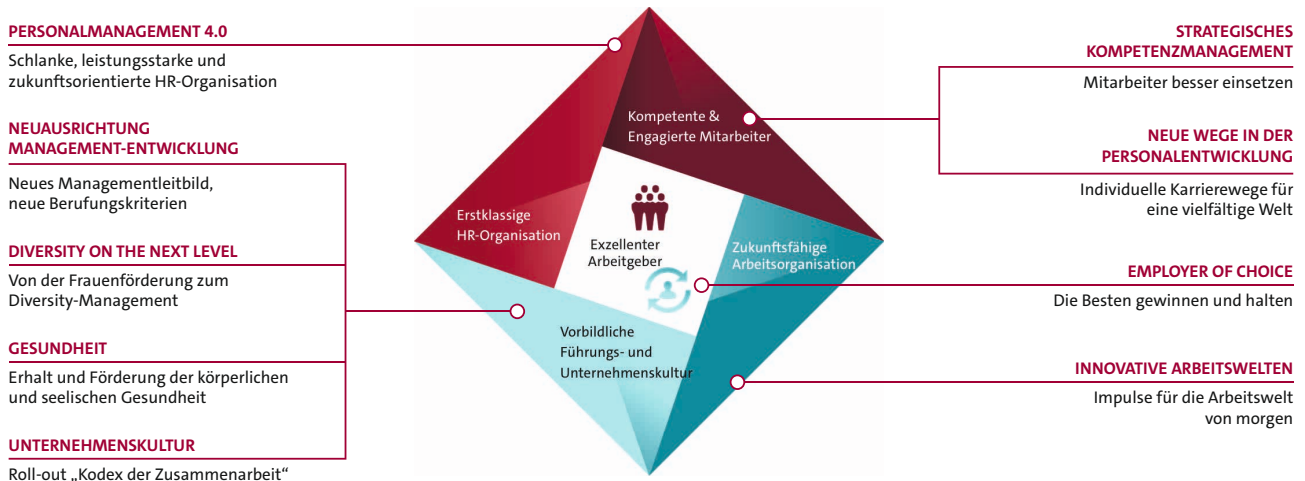 PERSONALMANAGEMENT 4.0
Schlanke, leistungsstarke und
zukunftsorientierte HR-Organisation
NEUAUSRICHTUNG
MANAGEMENT-ENTWICKLUNG
Neues Managementleitbild,
neue Berufungskriterien
DIVERSITY ON THE NEXT LEVEL
Von der Frauenförderung zum
Diversity-Management
GESUNDHEIT
Erhalt und Förderung der körperlichen
und seelischen Gesundheit
UNTERNEHMENSKULTUR
Roll-out „Kodex der Zusammenarbeit“
Kompetente &
Engagierte Mitarbeiter
Erstklassige
HR-Organisation
Exzellenter
Arbeitgeber
Zukunftsfähige
Arbeitsorganisation
Vorbildliche
Führungs- und
Unternehmenskultur
STRATEGISCHES
KOMPETENZMANAGEMENT
Mitarbeiter besser einsetzen
NEUE WEGE IN DER
PERSONALENTWICKLUNG
Individuelle Karrierewege für
eine vielfältige Welt
EMPLOYER OF CHOICE
Die Besten gewinnen und halten
INNOVATIVE ARBEITSWELTEN
Impulse für die Arbeitswelt
von morgen